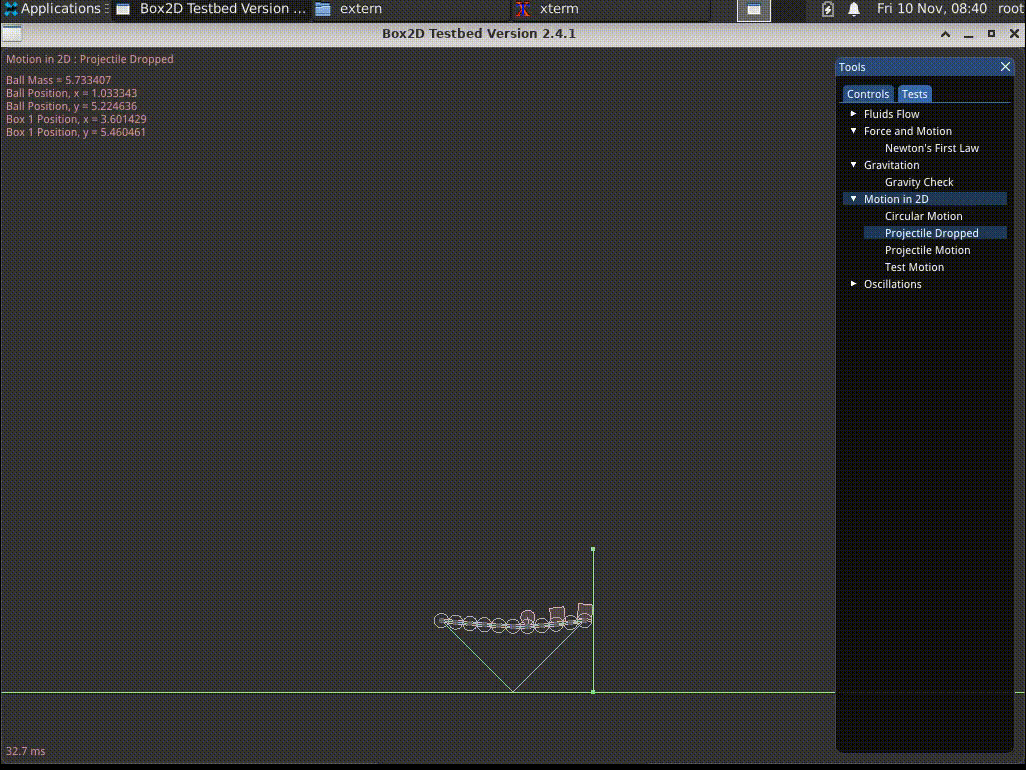 Applications Box2D Testbed Version ... extern xterm Fri 10 Nov, 08:40 root
Box2D Testbed Version 2.4.1
Motion in 2D : Projectile Dropped
Ball Mass = 5.733407
Ball Position, x = 1.033343
Ball Position, y = 5.224636
Box 1 Position, x = 3.601429
Box 1 Position, y = 5.460461
Tools
Controls Tests
Fluids Flow
Force and Motion
Newton's First Law
Gravitation
Gravity Check
Motion in 2D
Circular Motion
Projectile Dropped
Projectile Motion
Test Motion
Oscillations
32.7 ms